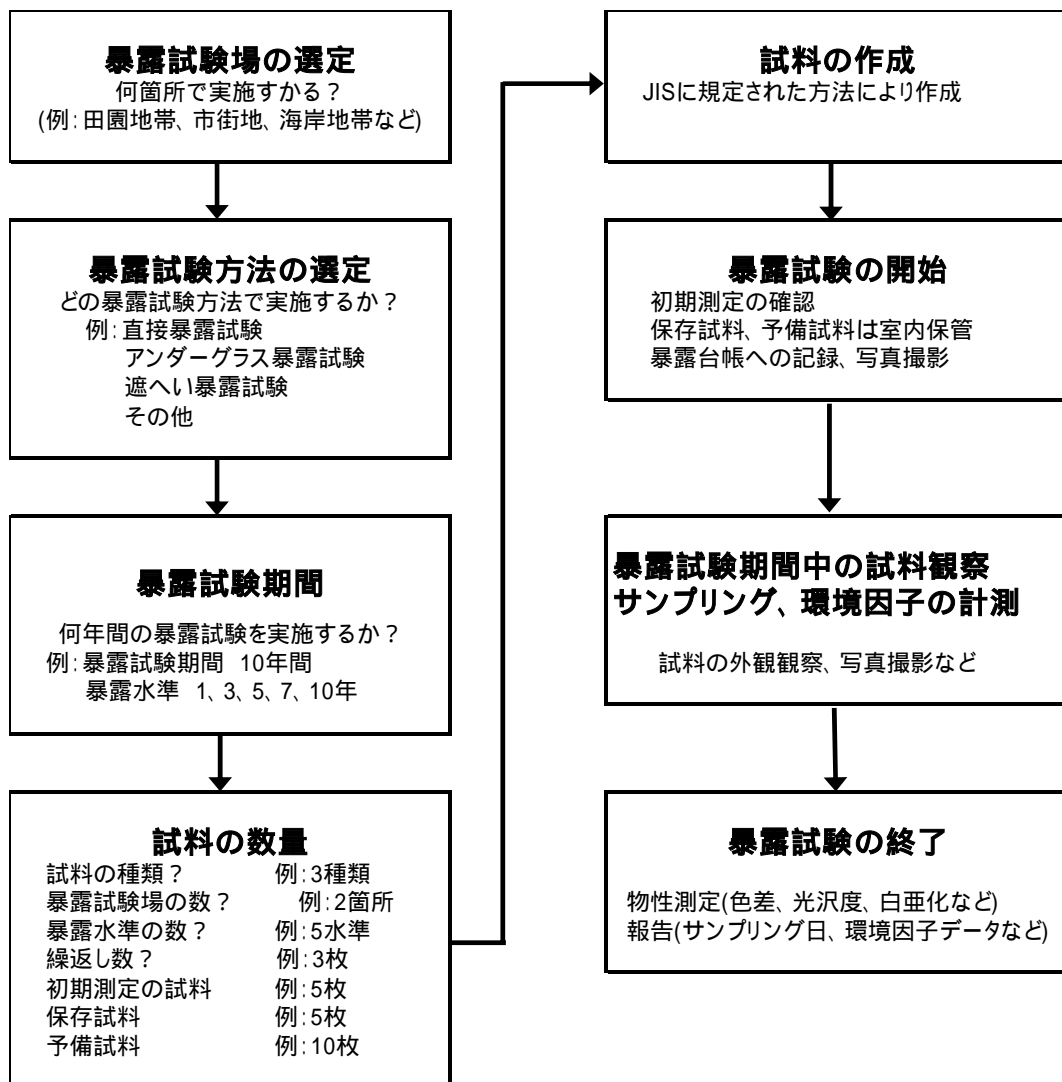 暴露試験場の選定
何箇所で実施すかる？
(例：田園地帯、市街地、海岸地帯など)
暴露試験方法の選定
どの暴露試験方法で実施するか？
例：直接暴露試験
アンダーグラス暴露試験
遮へい暴露試験
その他
暴露試験期間
何年間の暴露試験を実施するか？
例：暴露試験期間 10年間
暴露水準 1、3、5、7、10年
試料の数量
試料の種類？ 例：3種類
暴露試験場の数？ 例：2箇所
暴露水準の数？ 例：5水準
繰返し数？ 例：3枚
初期測定の試料 例：5枚
保存試料 例：5枚
予備試料 例：10枚
試料の作成
JISに規定された方法により作成
暴露試験の開始
初期測定の確認
保存試料、予備試料は室内保管
暴露台帳への記録、写真撮影
暴露試験期間中の試料観察
サンプリング、環境因子の計測
試料の外観観察、写真撮影など
暴露試験の終了
物性測定(色差、光沢度、白亜化など)
報告(サンプリング日、環境因子データなど)